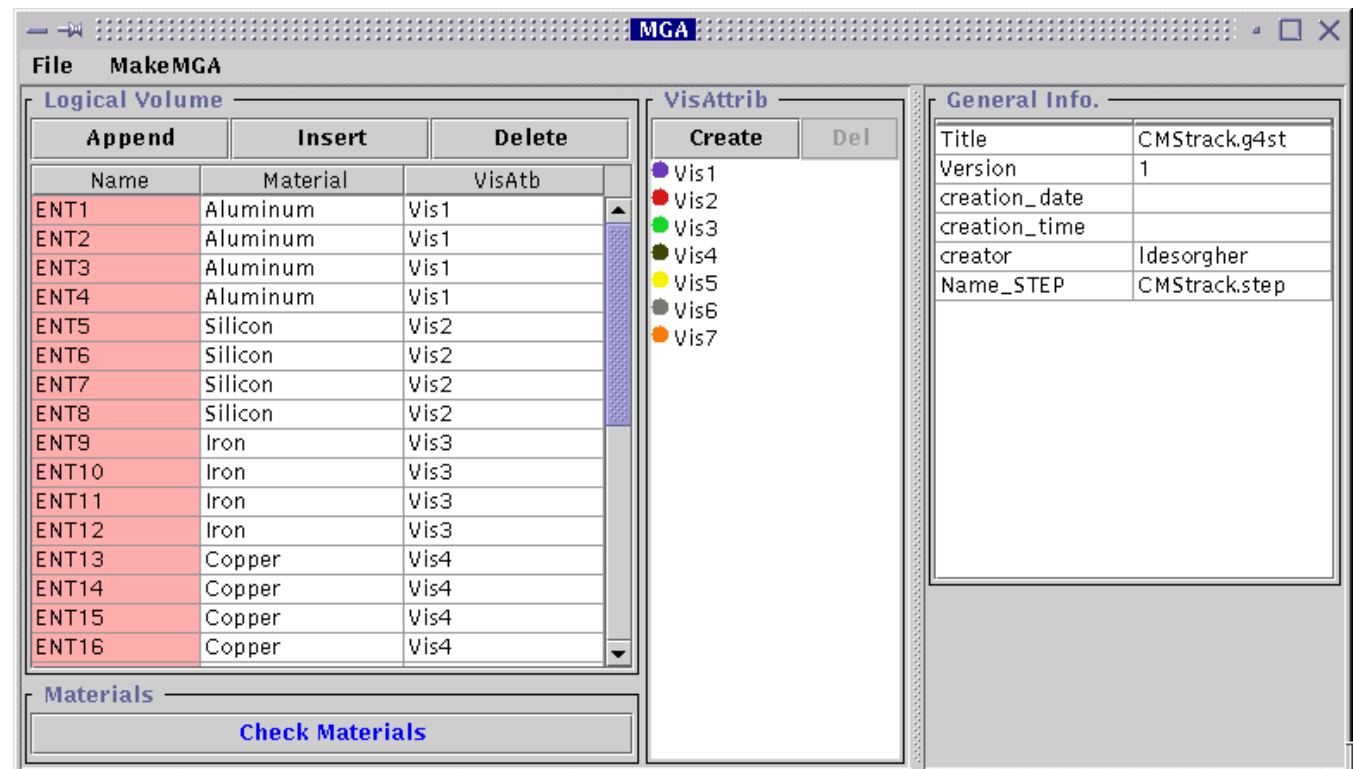 MGA
File MakeMGA
Logical Volume
Append Insert Delete
Name Material VisAtb
ENT1 Aluminum Vis1
ENT2 Aluminum Vis1
ENT3 Aluminum Vis1
ENT4 Aluminum Vis1
ENT5 Silicon Vis2
ENT6 Silicon Vis2
ENT7 Silicon Vis2
ENT8 Silicon Vis2
ENT9 Iron Vis3
ENT10 Iron Vis3
ENT11 Iron Vis3
ENT12 Iron Vis3
ENT13 Copper Vis4
ENT14 Copper Vis4
ENT15 Copper Vis4
ENT16 Copper Vis4
Materials
Check Materials
VisAttrib
Create Del
Vis1
Vis2
Vis3
Vis4
Vis5
Vis6
Vis7
General Info.
Title CMStrack.g4st
Version 1
creation_date
creation_time
creator ldesorgher
Name_STEP CMStrack.step